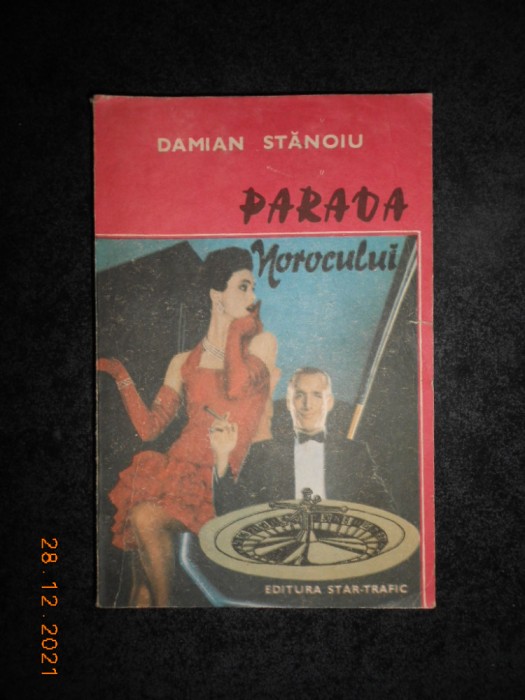 DAMIAN STĂNOIU
PARADA
Norocului
EDITURA STAR-TRAFIC
28.12.2021